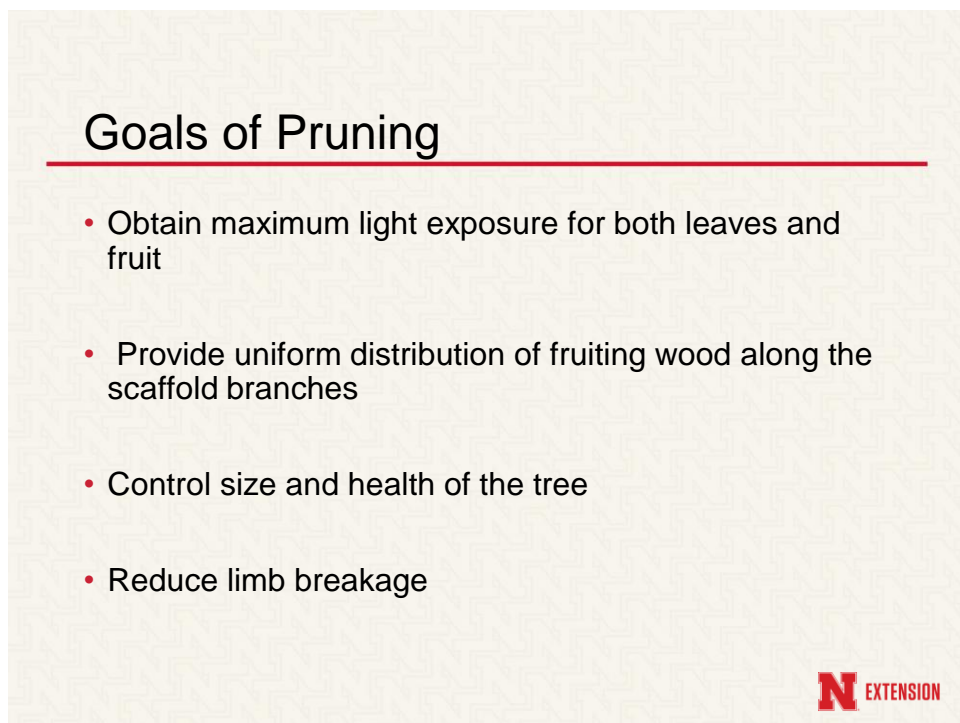 Goals of Pruning
• Obtain maximum light exposure for both leaves and
fruit
• Provide uniform distribution of fruiting wood along the
scaffold branches
• Control size and health of the tree
• Reduce limb breakage
N EXTENSION